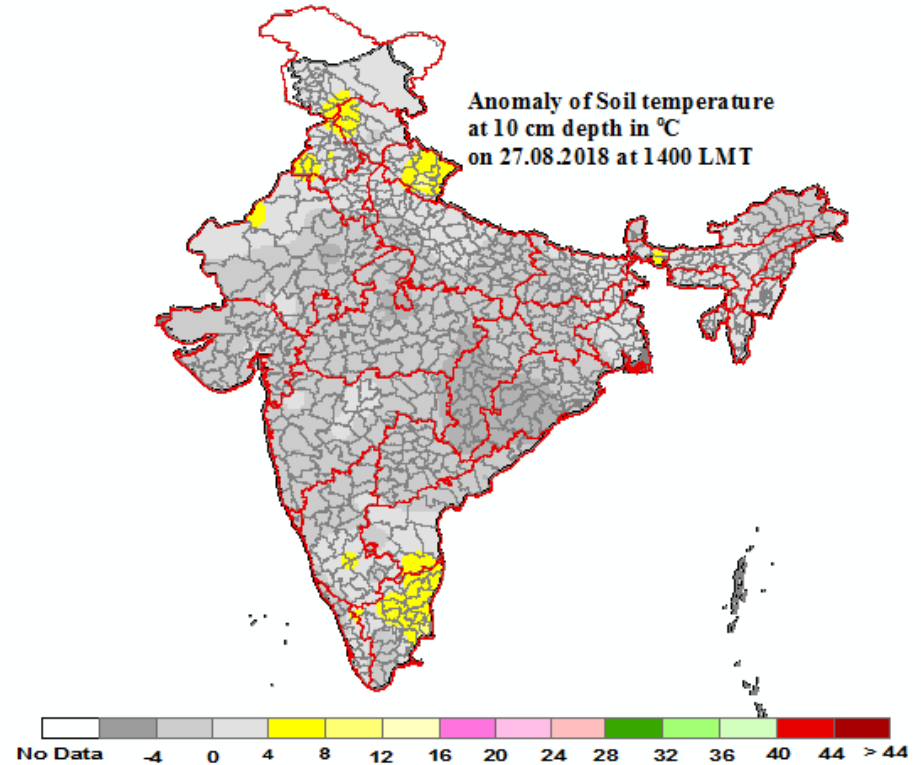 Anomaly of Soil temperature
at 10 cm depth in °C
on 27.08.2018 at 1400 LMT
No Data -4 0 4 8 12 16 20 24 28 32 36 40 44 > 44